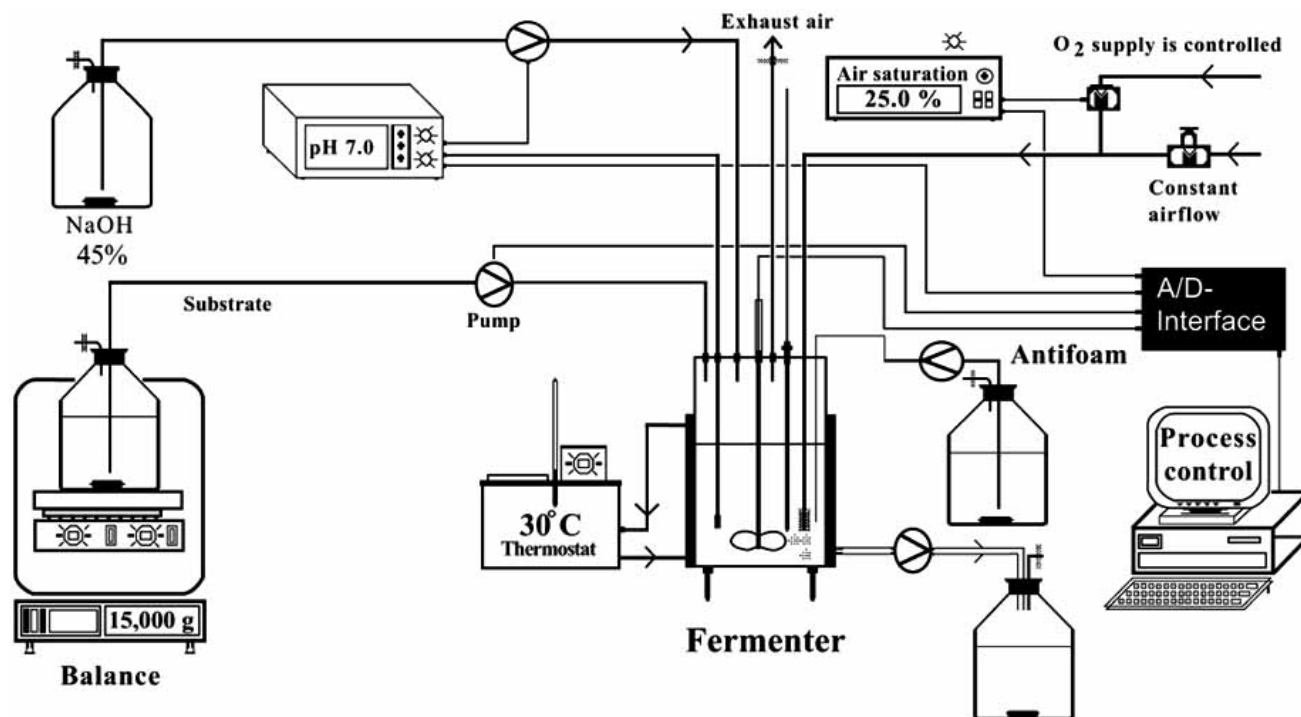 Exhaust air
O2 supply is controlled
Air saturation
25.0 %
pH 7.0
Constant
airflow
NaOH
45%
Substrate
Pump
A/D-
Interface
Antifoam
Process
control
30°C
Thermostat
15,000 g
Fermenter
Balance